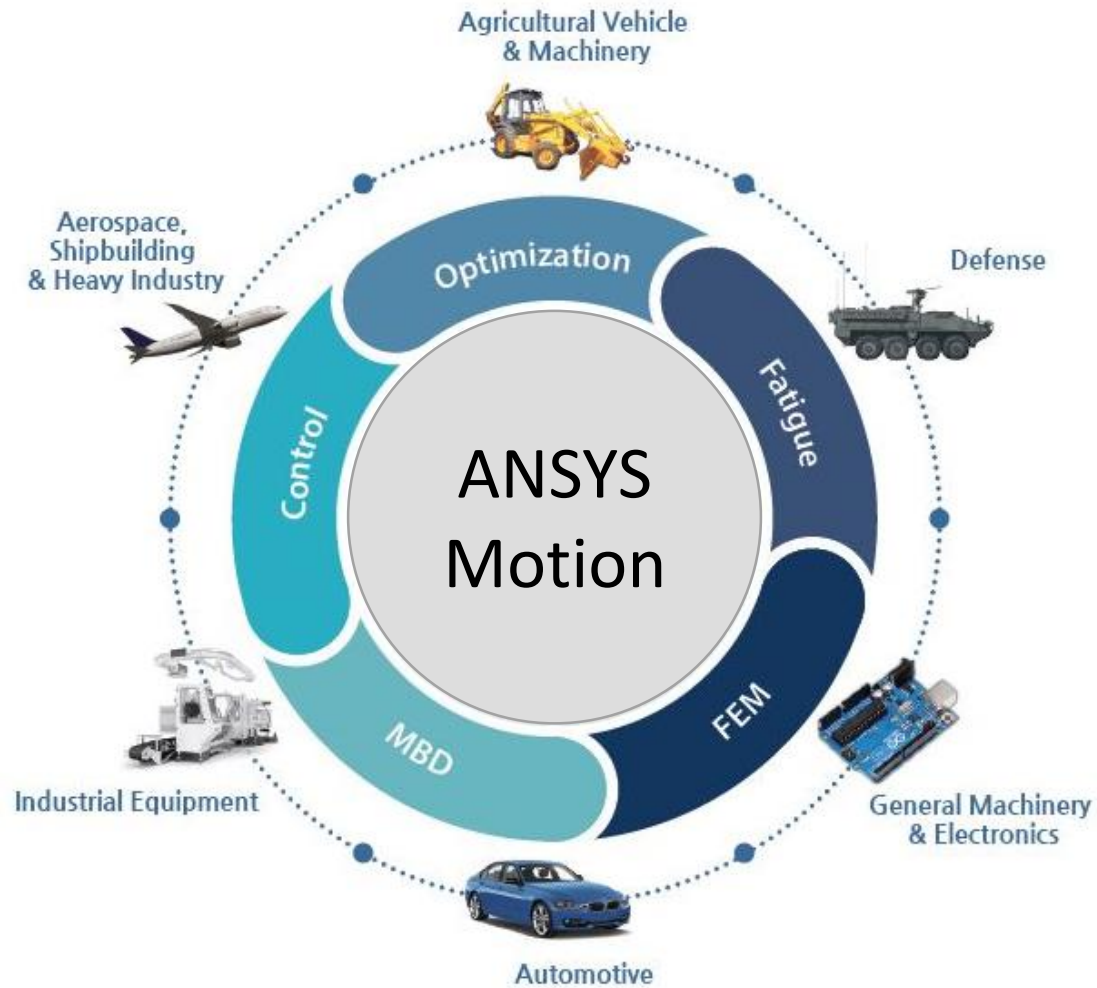 Agricultural Vehicle
& Machinery
Aerospace,
Shipbuilding
& Heavy Industry
Defense
Optimization
Fatigue
Control
ANSYS
Motion
FEM
MBD
Industrial Equipment
General Machinery
& Electronics
Automotive